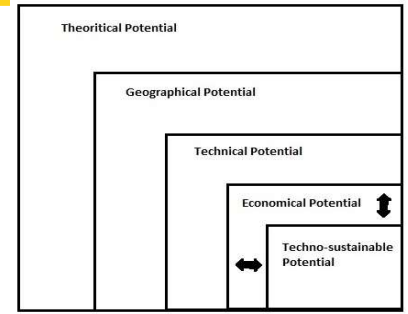 Theoritical Potential
Geographical Potential
Technical Potential
Economical Potential
Techno-sustainable
Potential